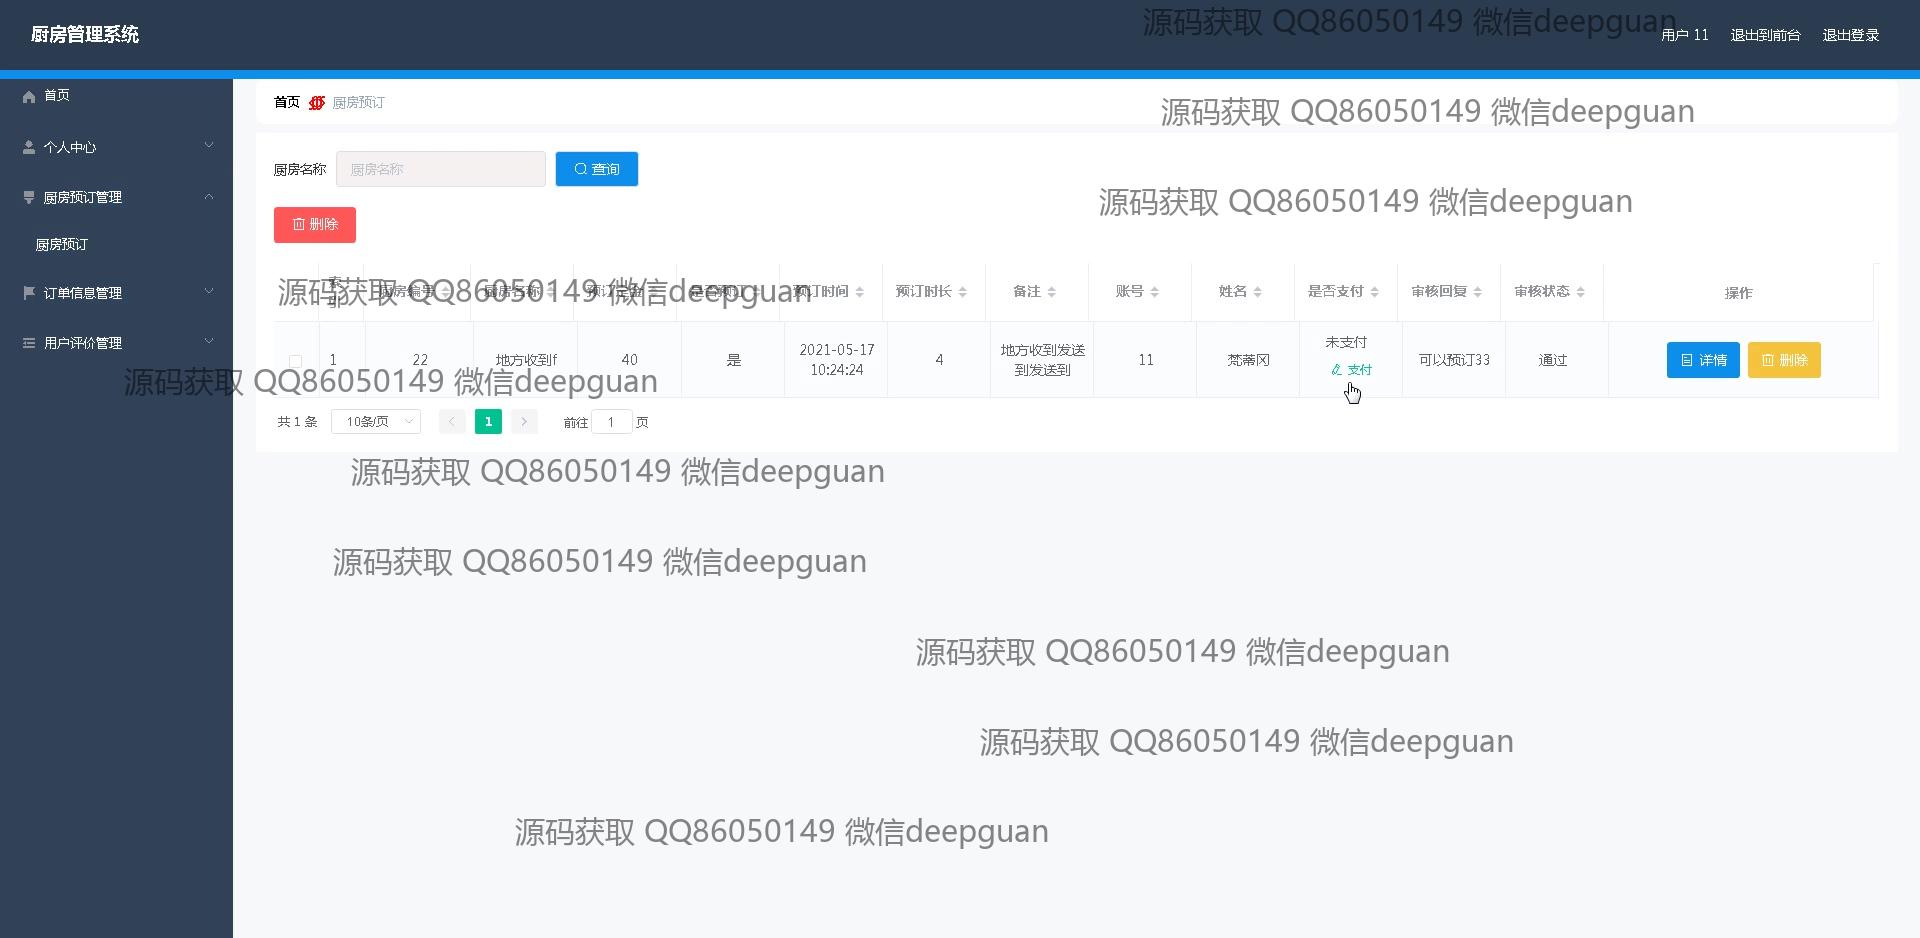 厨房管理系统
源码获取 QQ86050149 微信deepguan
用户 11
退出到前台
退出登录
首页
个人中心
厨房预订管理
厨房预订
订单信息管理
用户评价管理
首页
厨房预订
源码获取 QQ86050149 微信deepguan
厨房名称
厨房名称
查询
源码获取 QQ86050149 微信deepguan
删除
源码获取 QQ86050149 微信deepguan
索引
厨房编号
厨房名称
是否预订
预订时间
预订时长
备注
账号
姓名
是否支付
审核回复
审核状态
操作
1
22
地方收到f
40
是
2021-05-17
10:24:24
4
地方收到发送
到发送到
11
梵蒂冈
未支付
支付
可以预订33
通过
详情
删除
源码获取 QQ86050149 微信deepguan
共 1 条
10条/页
1
前往
1
页
源码获取 QQ86050149 微信deepguan
源码获取 QQ86050149 微信deepguan
源码获取 QQ86050149 微信deepguan
源码获取 QQ86050149 微信deepguan
源码获取 QQ86050149 微信deepguan